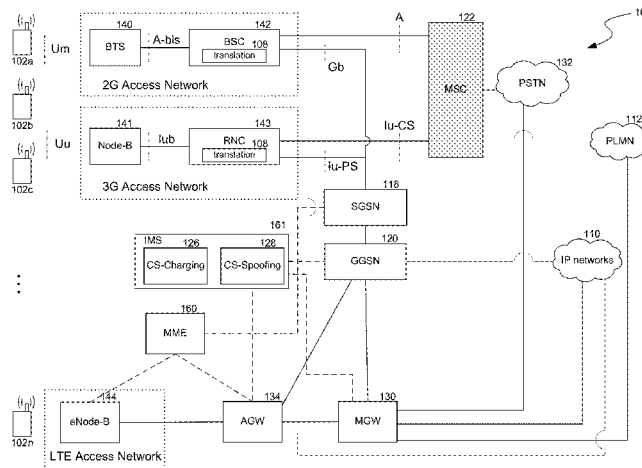 102a
Um
140
BTS
A-bis
142
BSC
108
translation
2G Access Network
A
Gb
122
MSC
132
PSTN
102b
Uu
102c
141
Node-B
Iub
143
RNC
108
translation
3G Access Network
Iu-CS
Iu-PS
112
PLMN
118
SGSN
161
IMS
126
CS-Charging
128
CS-Spoofing
120
GGSN
110
IP networks
160
MME
144
eNode-B
LTE Access Network
102n
134
AGW
130
MGW